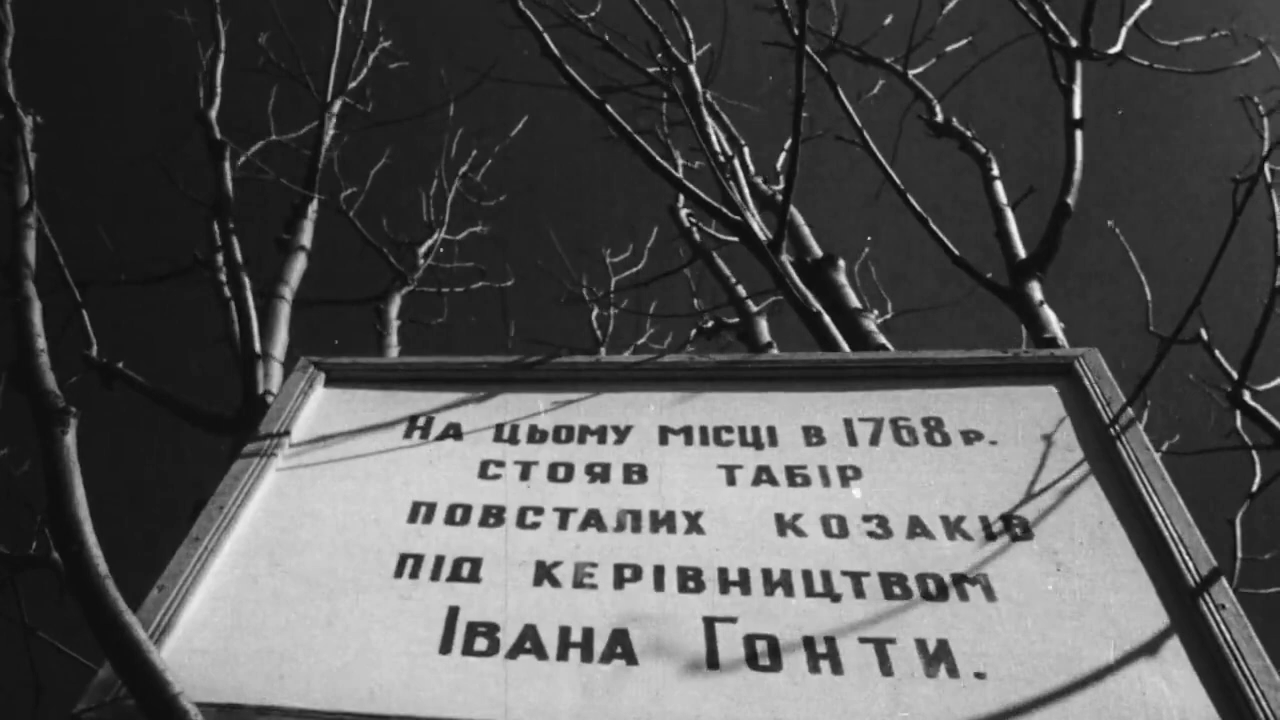 На цьому місці в 1768 р.
стояв табір
повсталих козаків
під керівництвом
Івана Гонти.